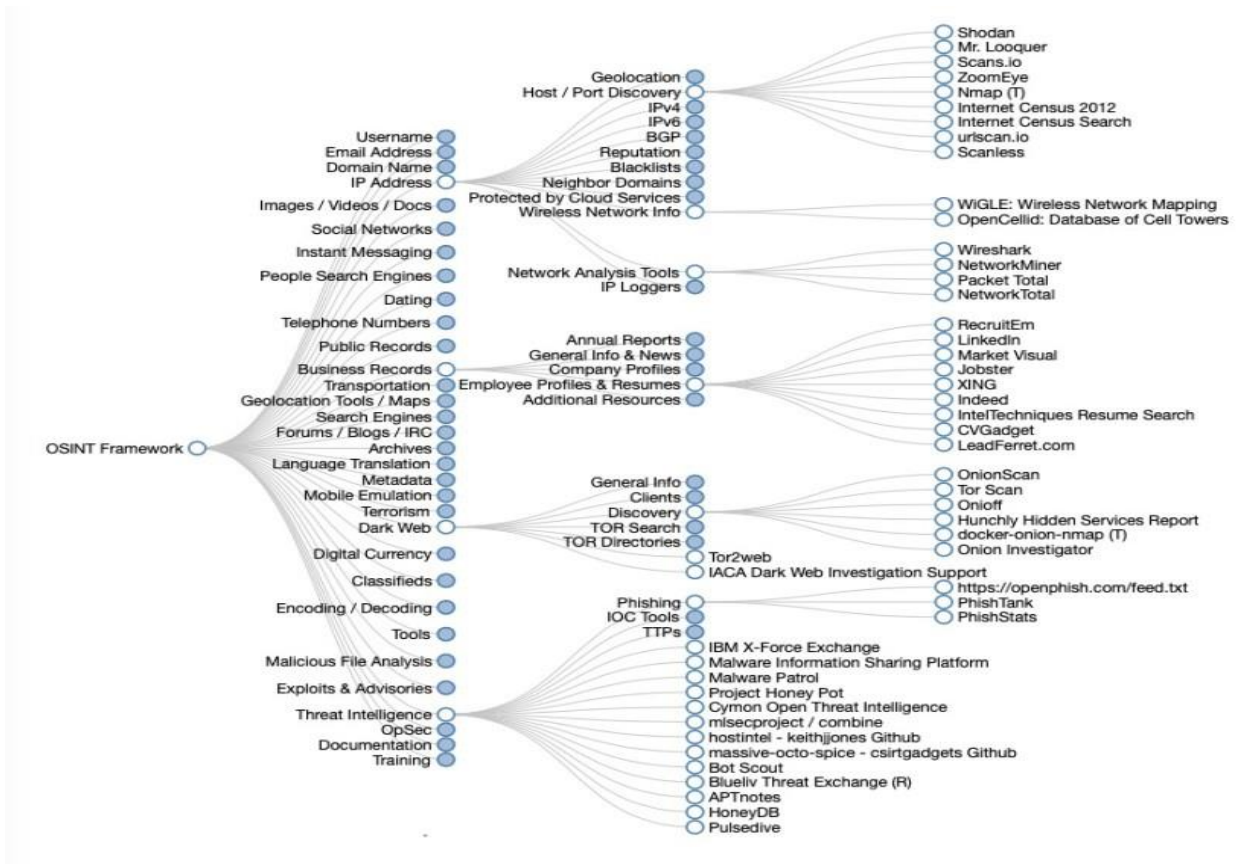 OSINT Framework
Username
Email Address
Domain Name
IP Address
Images / Videos / Docs
Social Networks
Instant Messaging
People Search Engines
Dating
Telephone Numbers
Public Records
Business Records
Transportation
Geolocation Tools / Maps
Search Engines
Forums / Blogs / IRC
Archives
Language Translation
Metadata
Mobile Emulation
Terrorism
Dark Web
Digital Currency
Classifieds
Encoding / Decoding
Tools
Malicious File Analysis
Exploits & Advisories
Threat Intelligence
OpSec
Documentation
Training
Geolocation
Host / Port Discovery
IPv4
IPv6
BGP
Reputation
Blacklists
Neighbor Domains
Protected by Cloud Services
Wireless Network Info
Network Analysis Tools
IP Loggers
Annual Reports
General Info & News
Company Profiles
Employee Profiles & Resumes
Additional Resources
General Info
Clients
Discovery
TOR Search
TOR Directories
Tor2web
IACA Dark Web Investigation Support
Phishing
IOC Tools
TTPs
IBM X-Force Exchange
Malware Information Sharing Platform
Malware Patrol
Project Honey Pot
Cymon Open Threat Intelligence
mlsecproject / combine
hostintel - keithjjones Github
massive-octo-spice - csirtgadgets Github
Bot Scout
Blueliv Threat Exchange (R)
APTnotes
HoneyDB
Pulsedive
Shodan
Mr. Looquer
Scans.io
ZoomEye
Nmap (T)
Internet Census 2012
Internet Census Search
urlscan.io
Scanless
WiGLE: Wireless Network Mapping
OpenCellid: Database of Cell Towers
Wireshark
NetworkMiner
Packet Total
NetworkTotal
RecruitEm
LinkedIn
Market Visual
Jobster
XING
Indeed
IntelTechniques Resume Search
CVGadget
LeadFerret.com
OnionScan
Tor Scan
Onioff
Hunchly Hidden Services Report
docker-onion-nmap (T)
Onion Investigator
https://openphish.com/feed.txt
PhishTank
PhishStats